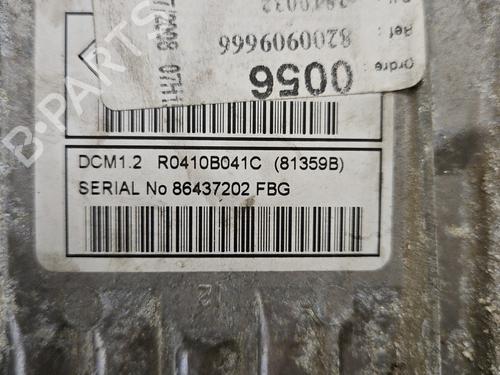 Ordre
0056
Ref :
8200909666
DCM1.2 R0410B041C (81359B)
SERIAL No 86437202 FBG
B-PARTS